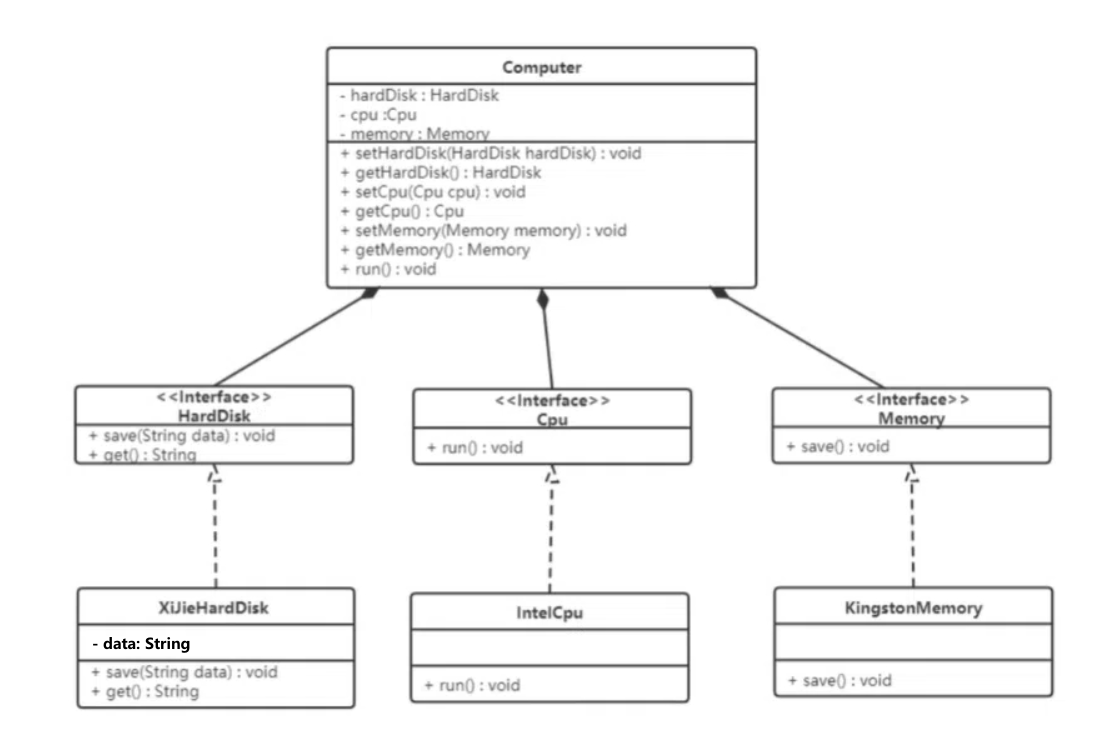 Computer
- hardDisk : HardDisk
- cpu :Cpu
- memory : Memory
+ setHardDisk(HardDisk hardDisk) : void
+ getHardDisk() : HardDisk
+ setCpu(Cpu cpu) : void
+ getCpu() : Cpu
+ setMemory(Memory memory) : void
+ getMemory() : Memory
+ run() : void
<<Interface>>
HardDisk
+ save(String data) : void
+ get() : String
<<Interface>>
Cpu
+ run() : void
<<Interface>>
Memory
+ save() : void
XiJieHardDisk
- data: String
+ save(String data) : void
+ get() : String
IntelCpu
+ run() : void
KingstonMemory
+ save() : void